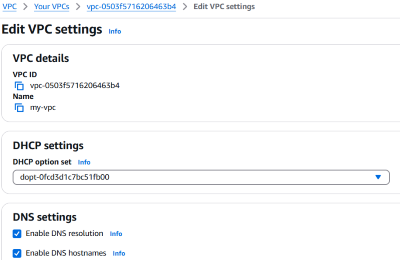 VPC > Your VPCs > vpc-0503f5716206463b4 > Edit VPC settings
Edit VPC settings Info
VPC details
VPC ID
vpc-0503f5716206463b4
Name
my-vpc
DHCP settings
DHCP option set Info
dopt-0fcd3d1c7bc51fb00
DNS settings
Enable DNS resolution Info
Enable DNS hostnames Info